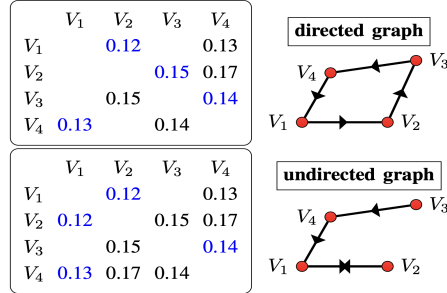 V₁ V₂ V₃ V₄
V₁ 0.12 0.13
V₂ 0.15 0.17
V₃ 0.15 0.14
V₄ 0.13 0.14
directed graph
V₄ V₃
V₁ V₂
V₁ V₂ V₃ V₄
V₁ 0.12 0.13
V₂ 0.12 0.15 0.17
V₃ 0.15 0.14
V₄ 0.13 0.17 0.14
undirected graph
V₄ V₃
V₁ V₂